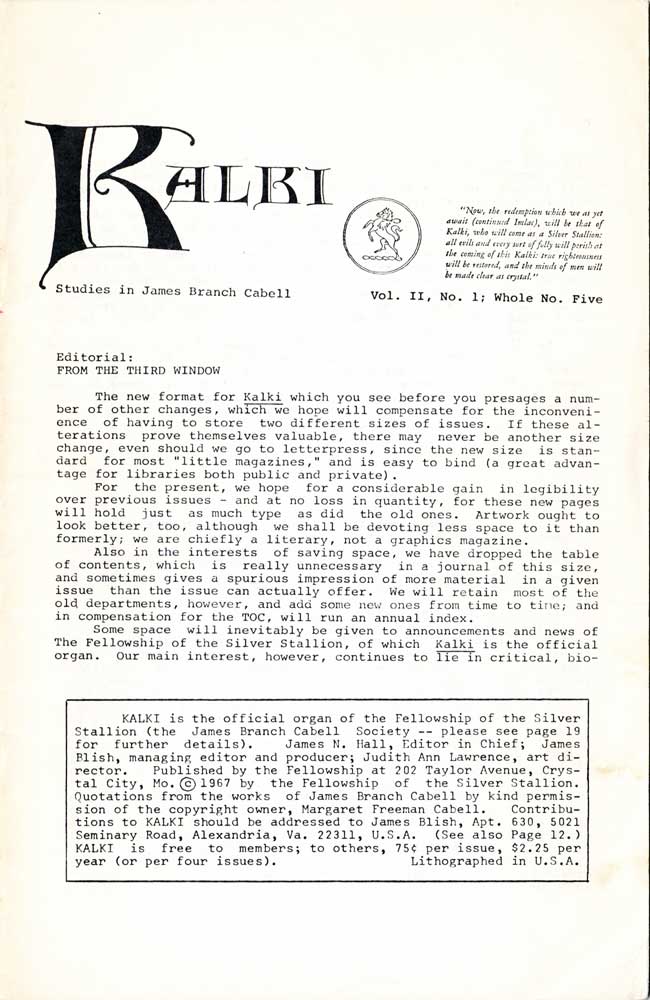 KALKI
"Now, the redemption which we as yet
await (continued Imlac), will be that of
Kalki, who will come as a Silver Stallion:
all evils and every sort of folly will perish at
the coming of this Kalki: true righteousness
will be restored, and the minds of men will
be made clear as crystal."
Studies in James Branch Cabell
Vol. II, No. 1; Whole No. Five
Editorial:
FROM THE THIRD WINDOW
The new format for Kalki which you see before you presages a num-
ber of other changes, which we hope will compensate for the inconveni-
ence of having to store two different sizes of issues. If these al-
terations prove themselves valuable, there may never be another size
change, even should we go to letterpress, since the new size is stan-
dard for most "little magazines," and is easy to bind (a great advan-
tage for libraries both public and private).
For the present, we hope for a considerable gain in legibility
over previous issues - and at no loss in quantity, for these new pages
will hold just as much type as did the old ones. Artwork ought to
look better, too, although we shall be devoting less space to it than
formerly; we are chiefly a literary, not a graphics magazine.
Also in the interests of saving space, we have dropped the table
of contents, which is really unnecessary in a journal of this size,
and sometimes gives a spurious impression of more material in a given
issue than the issue can actually offer. We will retain most of the
old departments, however, and add some new ones from time to time; and
in compensation for the TOC, will run an annual index.
Some space will inevitably be given to announcements and news of
The Fellowship of the Silver Stallion, of which Kalki is the official
organ. Our main interest, however, continues to lie in critical, bio-
KALKI is the official organ of the Fellowship of the Silver
Stallion (the James Branch Cabell Society -- please see page 19
for further details). James N. Hall, Editor in Chief; James
Blish, managing editor and producer; Judith Ann Lawrence, art di-
rector. Published by the Fellowship at 202 Taylor Avenue, Crys-
tal City, Mo. © 1967 by the Fellowship of the Silver Stallion.
Quotations from the works of James Branch Cabell by kind permis-
sion of the copyright owner, Margaret Freeman Cabell. Contribu-
tions to KALKI should be addressed to James Blish, Apt. 630, 5021
Seminary Road, Alexandria, Va. 22311, U.S.A. (See also Page 12.)
KALKI is free to members; to others, 75¢ per issue, $2.25 per
year (or per four issues). Lithographed in U.S.A.